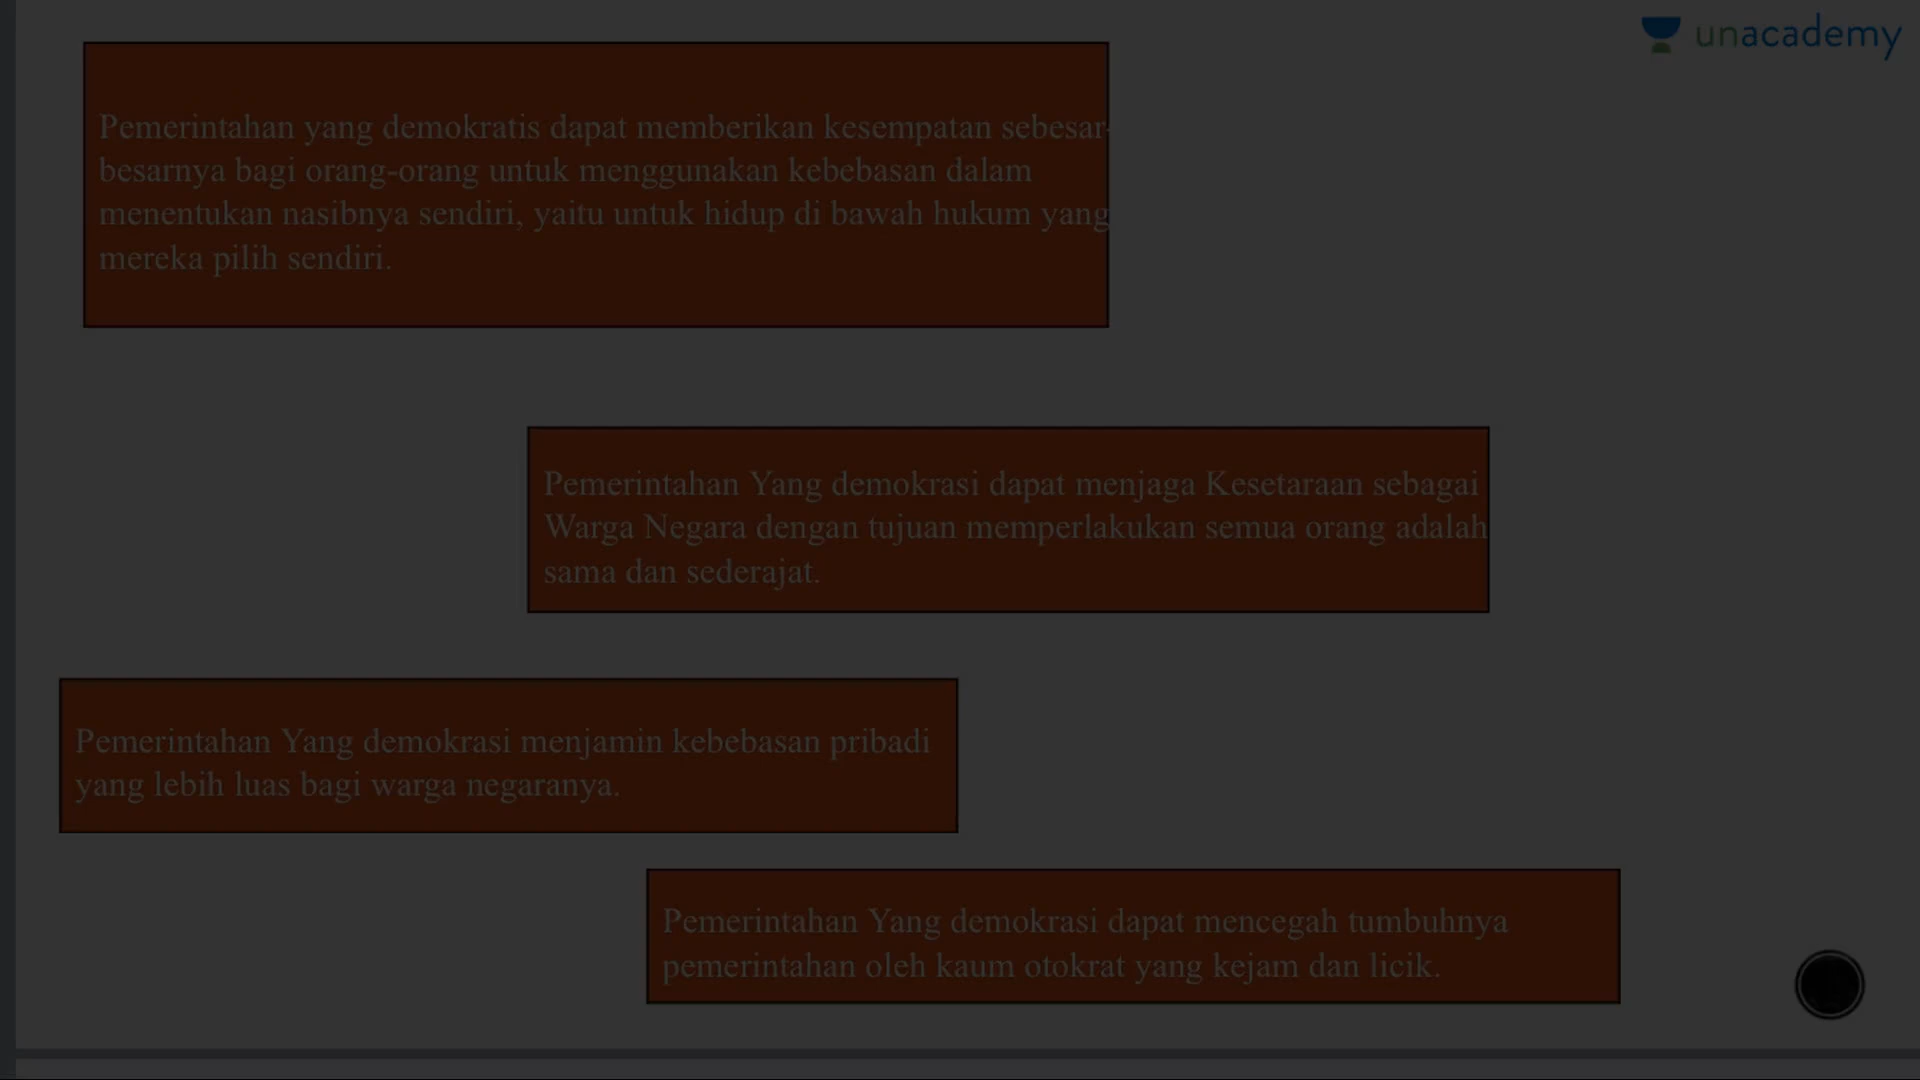 unacademy
Pemerintahan yang demokratis dapat memberikan kesempatan sebesar-
besarnya bagi orang-orang untuk menggunakan kebebasan dalam
menentukan nasibnya sendiri, yaitu untuk hidup di bawah hukum yang
mereka pilih sendiri.
Pemerintahan Yang demokrasi dapat menjaga Kesetaraan sebagai
Warga Negara dengan tujuan memperlakukan semua orang adalah
sama dan sederajat.
Pemerintahan Yang demokrasi menjamin kebebasan pribadi
yang lebih luas bagi warga negaranya.
Pemerintahan Yang demokrasi dapat mencegah tumbuhnya
pemerintahan oleh kaum otokrat yang kejam dan licik.